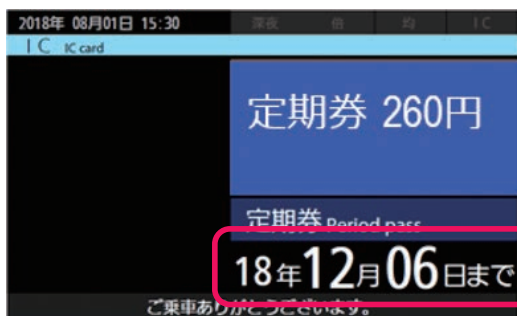 2018年 08月01日 15:30 深夜 倍 均 IC
IC IC card
定期券 260円
定期券 Period pass
18年12月06日まで
ご乗車ありがとうございます。